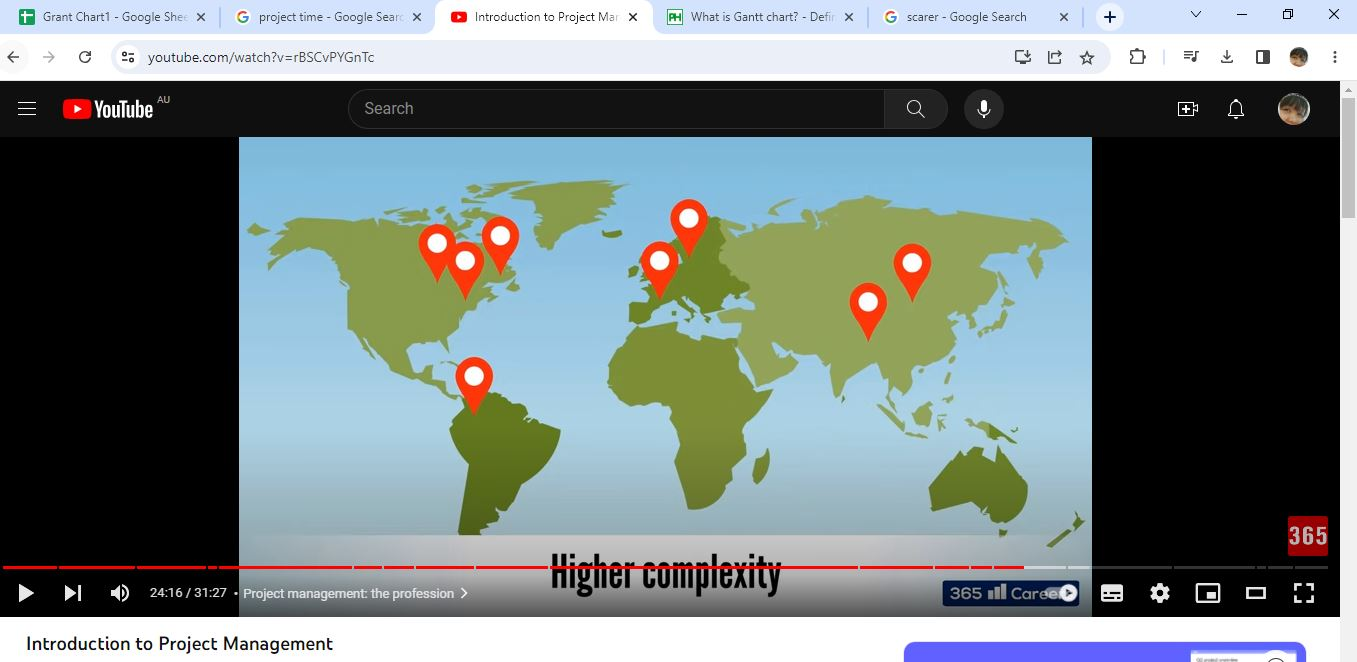 Grant Chart1 - Google Shee
project time - Google Searc
Introduction to Project Mar
What is Gantt chart? - Defir
scarer - Google Search
youtube.com/watch?v=rBSCvPYGnTc
YouTube AU
Search
365
Higher complexity
24:16 / 31:27 • Project management: the profession
365 Career
Introduction to Project Management